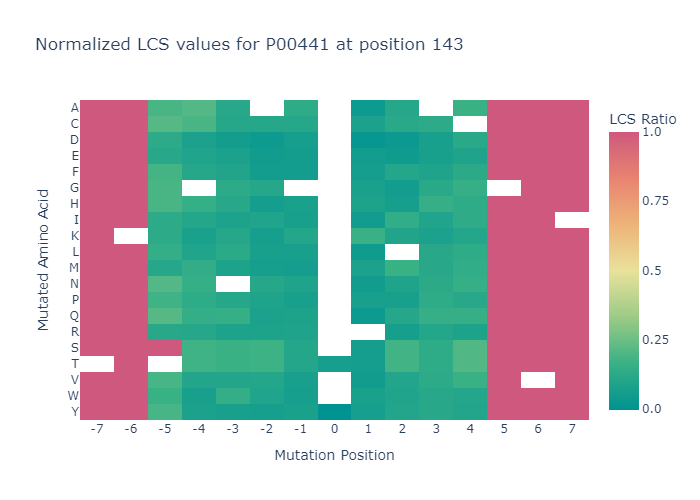 Normalized LCS values for P00441 at position 143
LCS Ratio
1.0
0.75
0.5
0.25
0.0
Mutated Amino Acid
A
C
D
E
F
G
H
I
K
L
M
N
P
Q
R
S
T
V
W
Y
-7 -6 -5 -4 -3 -2 -1 0 1 2 3 4 5 6 7
Mutation Position